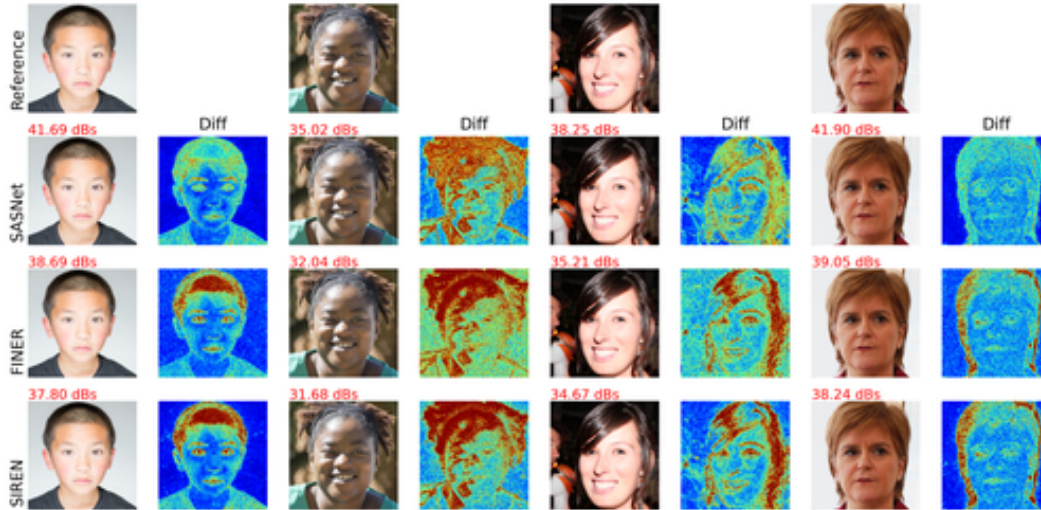 Reference
Diff Diff Diff Diff
41.69 dBs 35.02 dBs 38.25 dBs 41.90 dBs
SASNet
38.69 dBs 32.04 dBs 35.21 dBs 39.05 dBs
FINER
37.80 dBs 31.68 dBs 34.67 dBs 38.24 dBs
SIREN